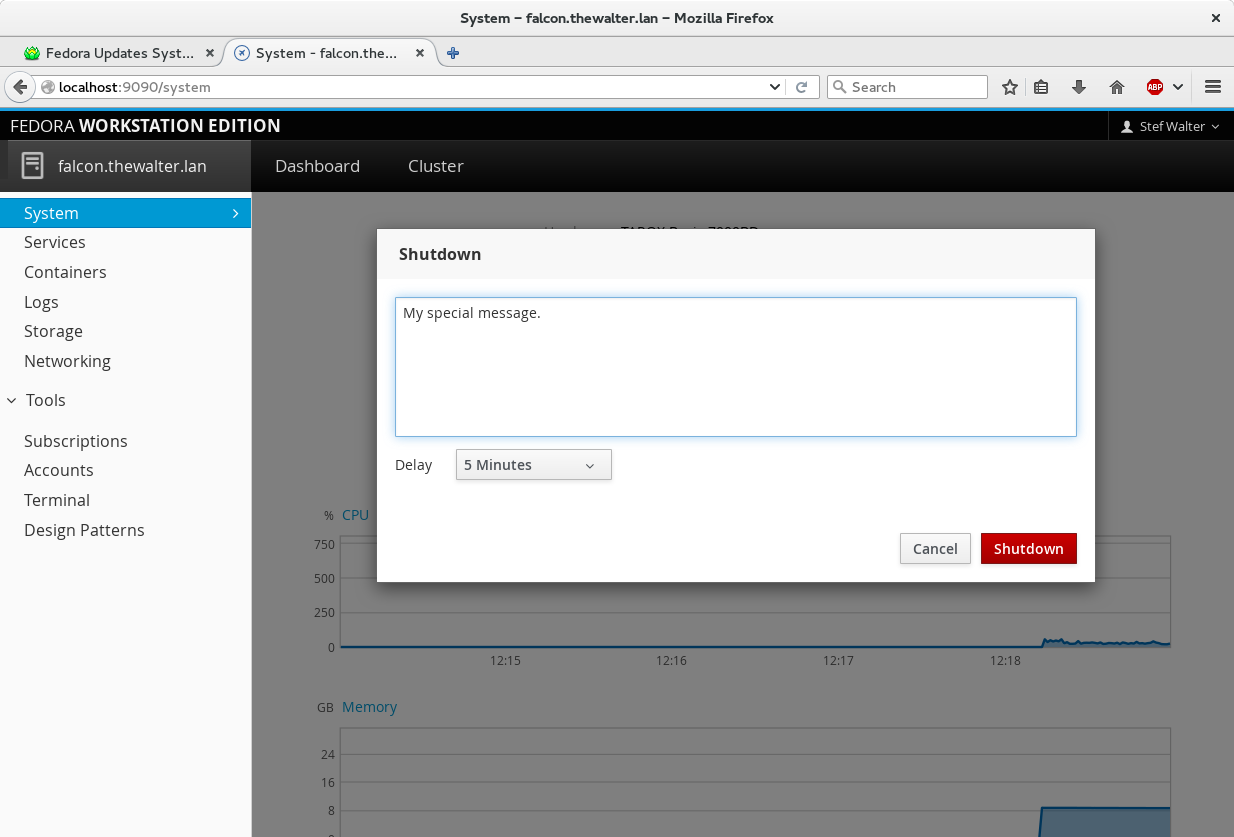 System – falcon.thewalter.lan – Mozilla Firefox
Fedora Updates Syst...
System - falcon.the...
localhost:9090/system
Search
ABP
FEDORA WORKSTATION EDITION
Stef Walter
falcon.thewalter.lan
Dashboard
Cluster
System
Services
Containers
Logs
Storage
Networking
Tools
Subscriptions
Accounts
Terminal
Design Patterns
Shutdown
My special message.
Delay
5 Minutes
Cancel
Shutdown
% CPU
750
500
250
0
12:15
12:16
12:17
12:18
GB Memory
24
16
8